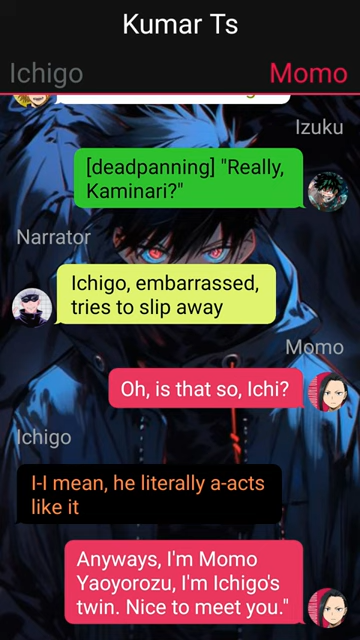 Kumar Ts
Ichigo
Momo
Izuku
[deadpanning] "Really,
Kaminari?"
Narrator
Ichigo, embarrassed,
tries to slip away
Momo
Oh, is that so, Ichi?
Ichigo
I-I mean, he literally a-acts
like it
Anyways, I'm Momo
Yaoyorozu, I'm Ichigo's
twin. Nice to meet you."